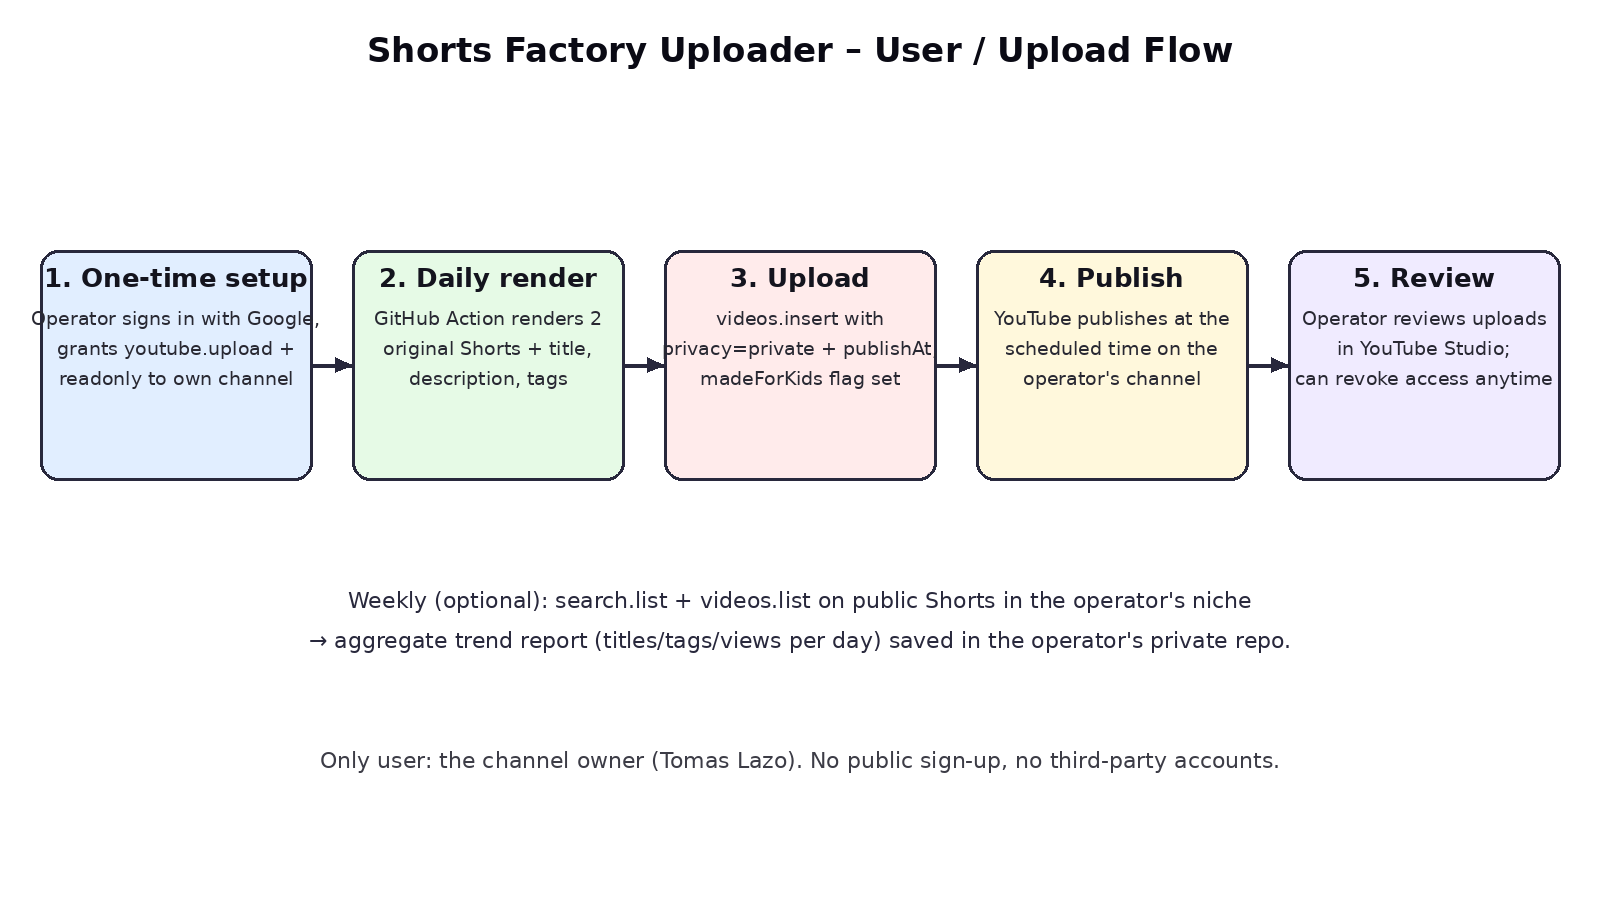 Shorts Factory Uploader – User / Upload Flow
1. One-time setup
Operator signs in with Google,
grants youtube.upload +
readonly to own channel
2. Daily render
GitHub Action renders 2
original Shorts + title,
description, tags
3. Upload
videos.insert with
privacy=private + publishAt,
madeForKids flag set
4. Publish
YouTube publishes at the
scheduled time on the
operator's channel
5. Review
Operator reviews uploads
in YouTube Studio;
can revoke access anytime
Weekly (optional): search.list + videos.list on public Shorts in the operator's niche
→ aggregate trend report (titles/tags/views per day) saved in the operator's private repo.
Only user: the channel owner (Tomas Lazo). No public sign-up, no third-party accounts.